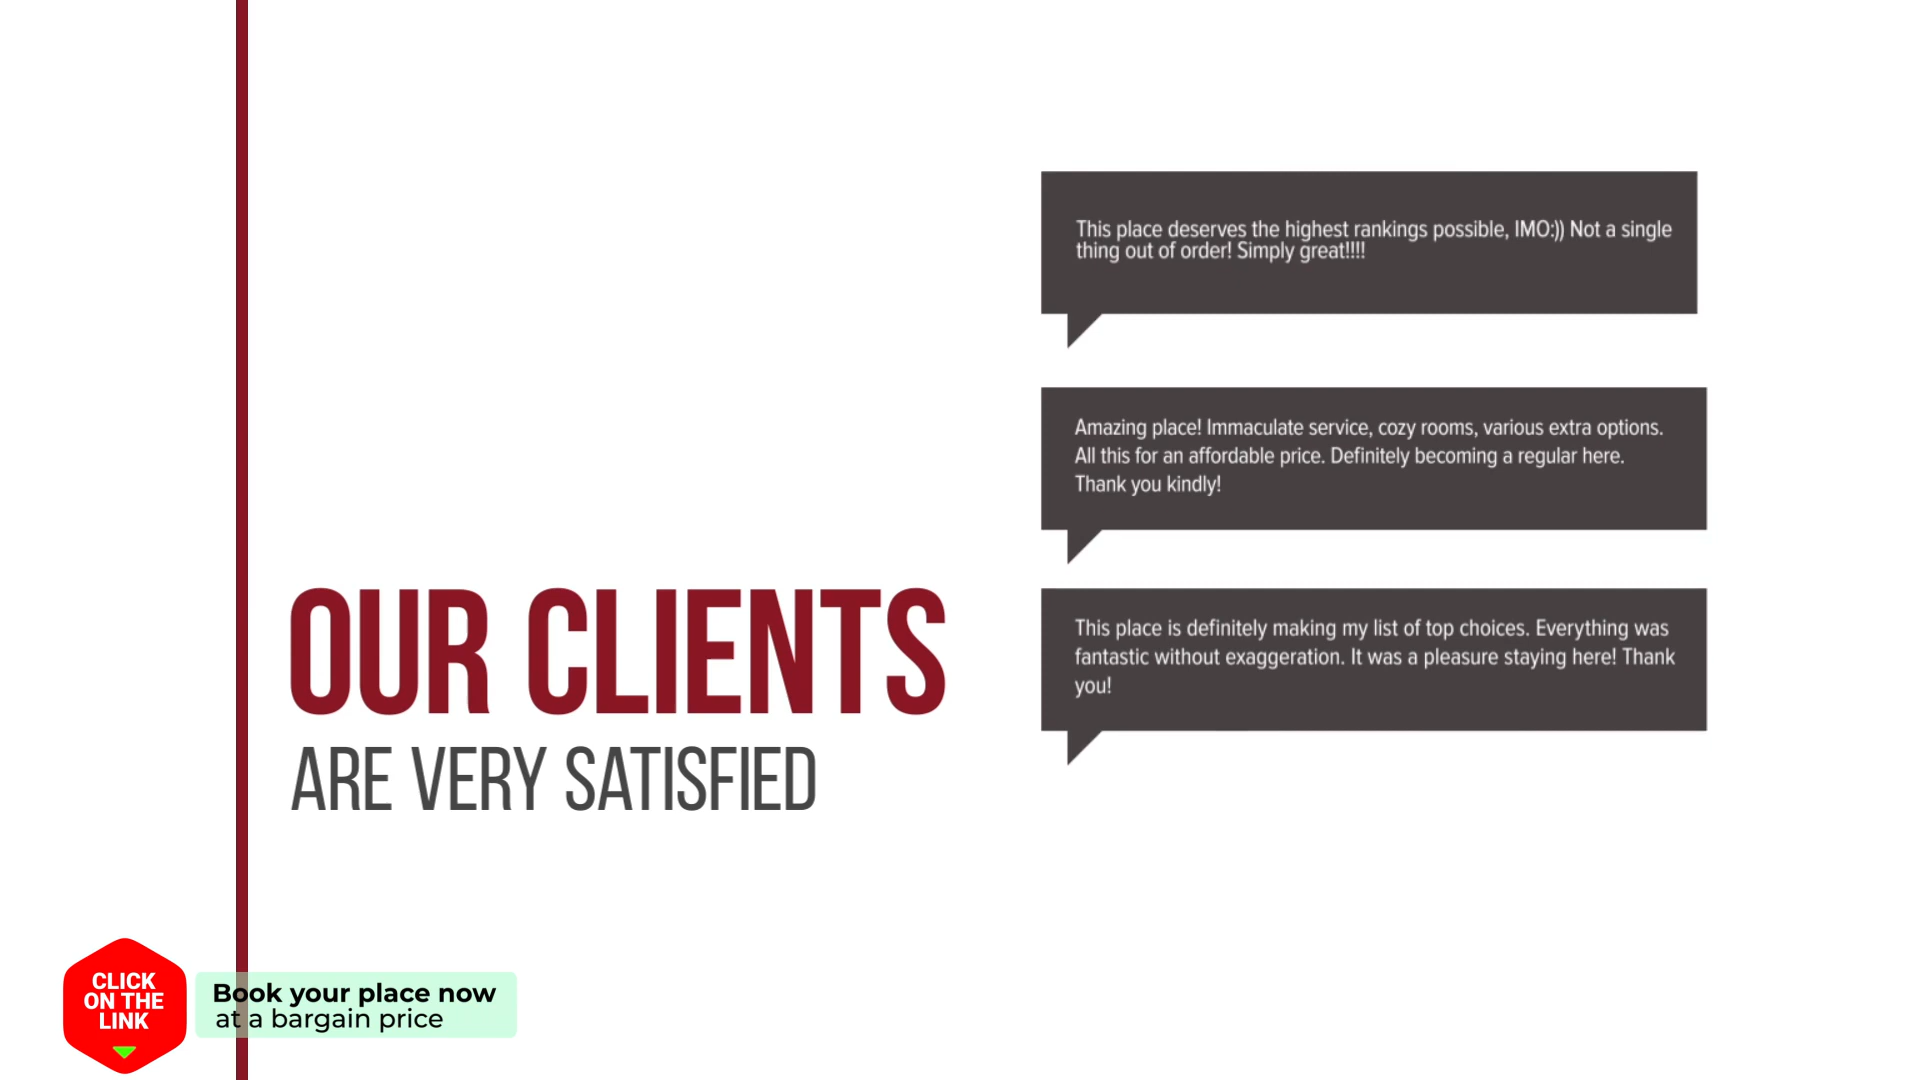 This place deserves the highest rankings possible, IMO:)) Not a single
thing out of order! Simply great!!!!
Amazing place! Immaculate service, cozy rooms, various extra options.
All this for an affordable price. Definitely becoming a regular here.
Thank you kindly!
This place is definitely making my list of top choices. Everything was
fantastic without exaggeration. It was a pleasure staying here! Thank
you!
OUR CLIENTS
ARE VERY SATISFIED
CLICK
ON THE
LINK
Book your place now
at a bargain price